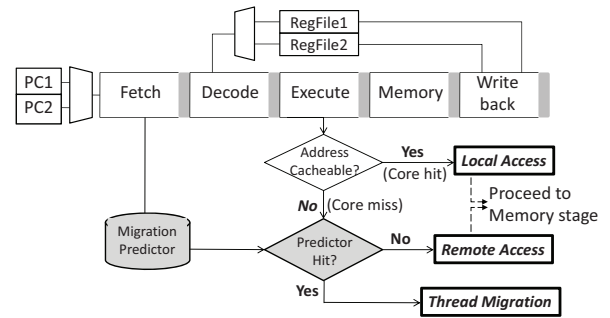 RegFile1
RegFile2
PC1
PC2
Fetch
Decode
Execute
Memory
Write
back
Address
Cacheable?
Yes
(Core hit)
Local Access
No (Core miss)
Proceed to
Memory stage
Migration
Predictor
Predictor
Hit?
No
Remote Access
Yes
Thread Migration